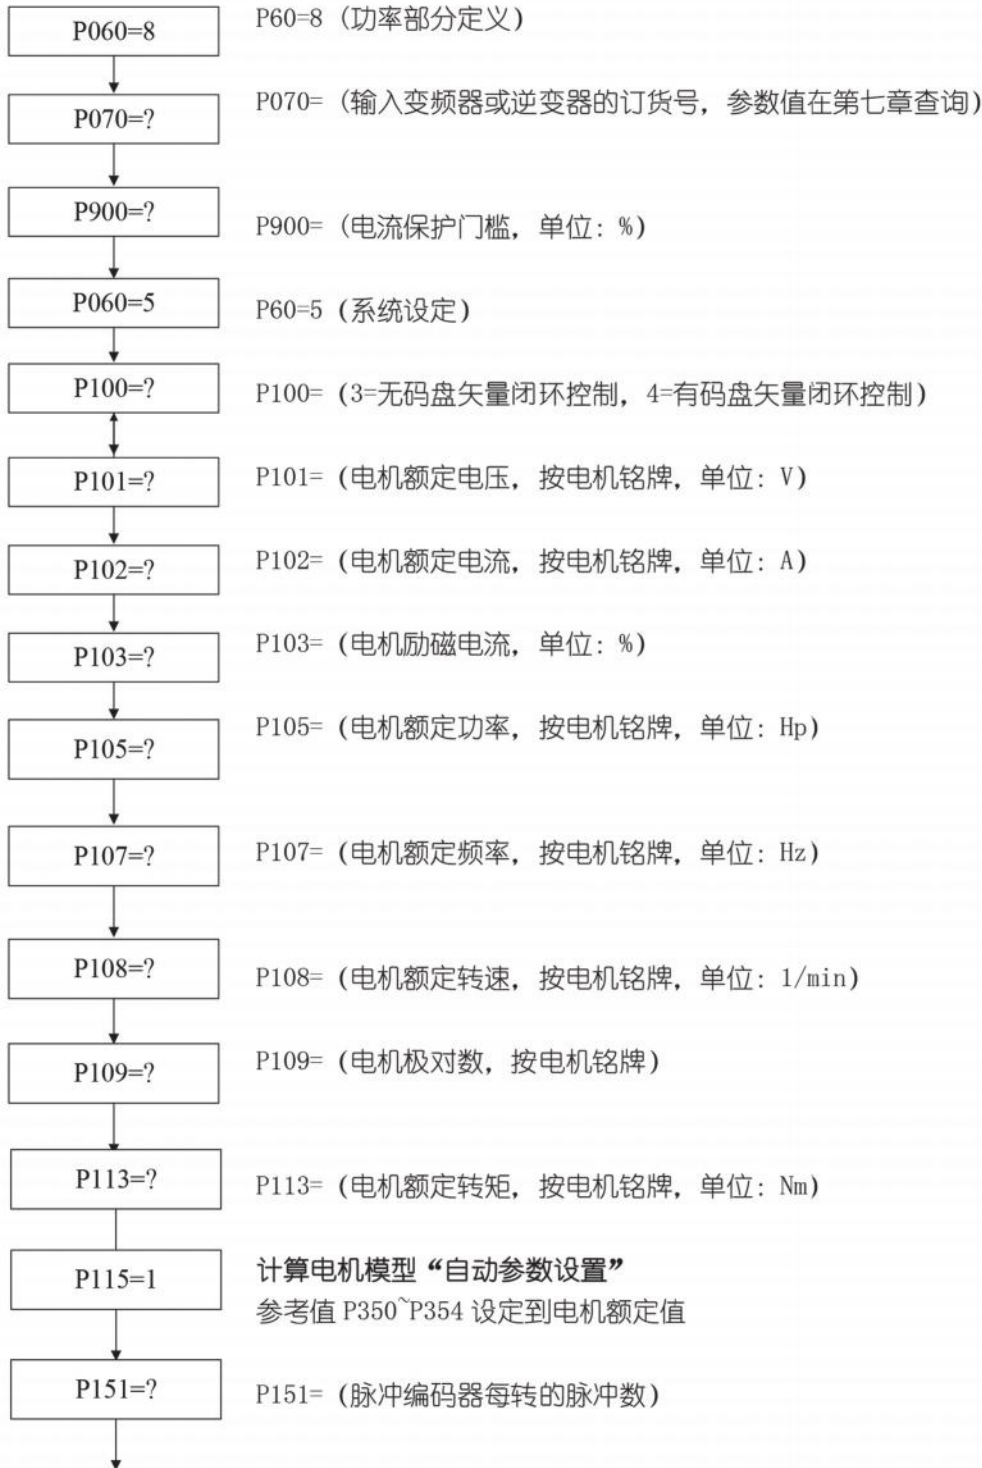 P060=8
P60=8 (功率部分定义)
P070=?
P070= (输入变频器或逆变器的订货号, 参数值在第七章查询)
P900=?
P900= (电流保护门槛, 单位: %)
P060=5
P60=5 (系统设定)
P100=?
P100= (3=无码盘矢量闭环控制, 4=有码盘矢量闭环控制)
P101=?
P101= (电机额定电压, 按电机铭牌, 单位: V)
P102=?
P102= (电机额定电流, 按电机铭牌, 单位: A)
P103=?
P103= (电机励磁电流, 单位: %)
P105=?
P105= (电机额定功率, 按电机铭牌, 单位: Hp)
P107=?
P107= (电机额定频率, 按电机铭牌, 单位: Hz)
P108=?
P108= (电机额定转速, 按电机铭牌, 单位: 1/min)
P109=?
P109= (电机极对数, 按电机铭牌)
P113=?
P113= (电机额定转矩, 按电机铭牌, 单位: Nm)
P115=1
计算电机模型“自动参数设置”
参考值 P350~P354 设定到电机额定值
P151=?
P151= (脉冲编码器每转的脉冲数)